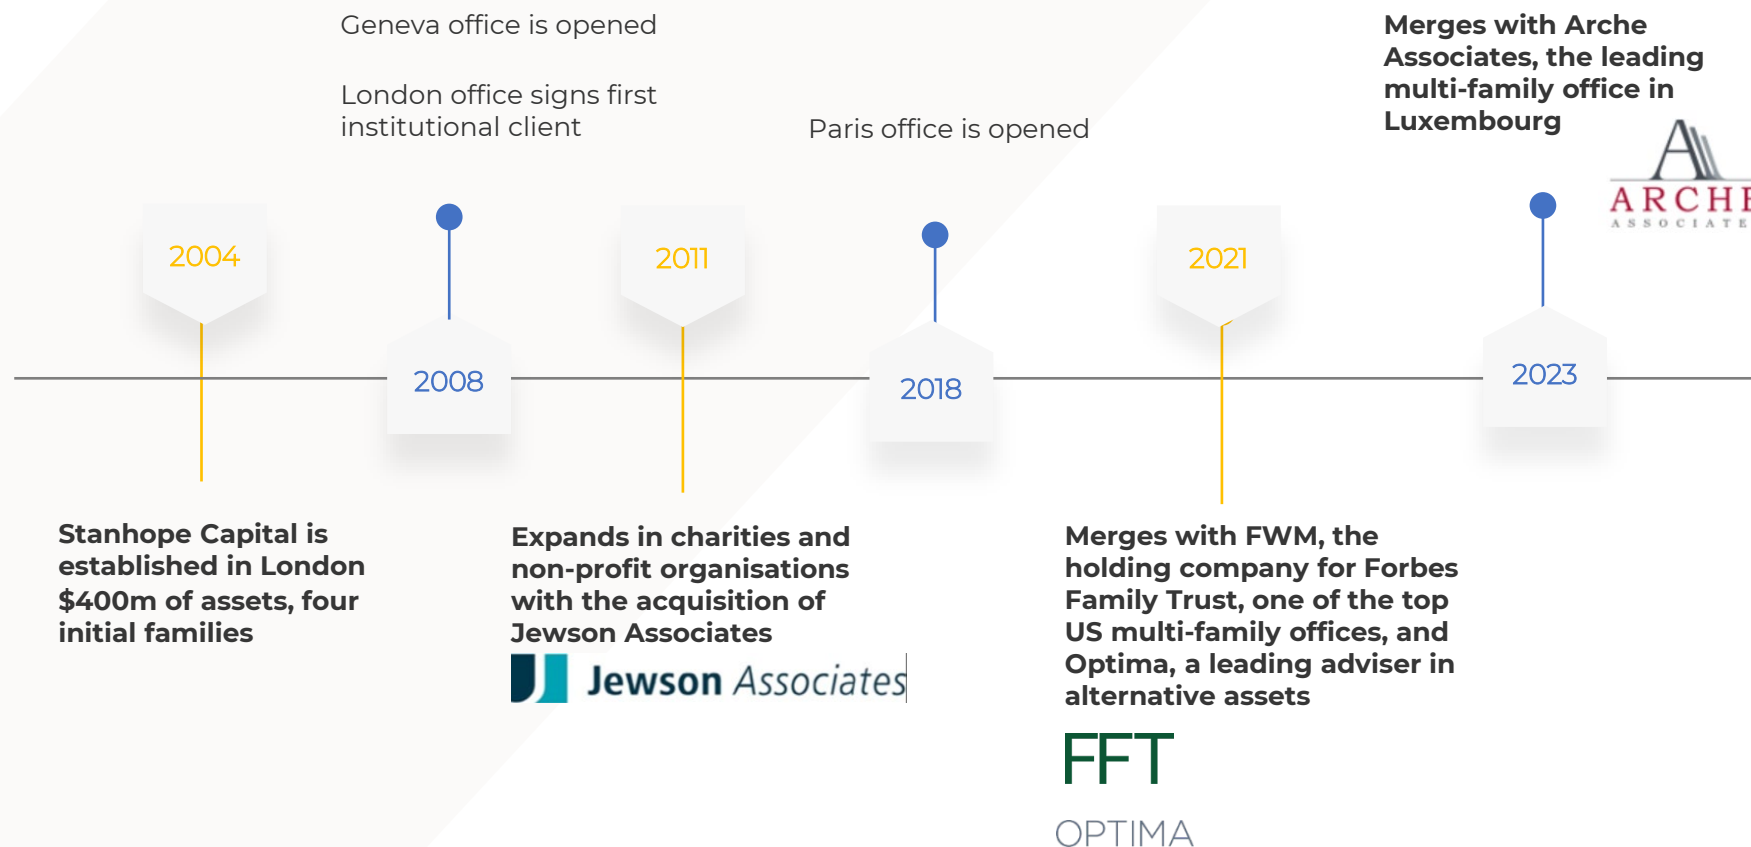 Geneva office is opened
London office signs first
institutional client
Paris office is opened
Merges with Arche
Associates, the leading
multi-family office in
Luxembourg
A
ARCHE
ASSOCIATE
2004
2011
2021
2008
2018
2023
Stanhope Capital is
established in London
$400m of assets, four
initial families
Expands in charities and
non-profit organisations
with the acquisition of
Jewson Associates
Jewson Associates
Merges with FWM, the
holding company for Forbes
Family Trust, one of the top
US multi-family offices, and
Optima, a leading adviser in
alternative assets
FFT
OPTIMA